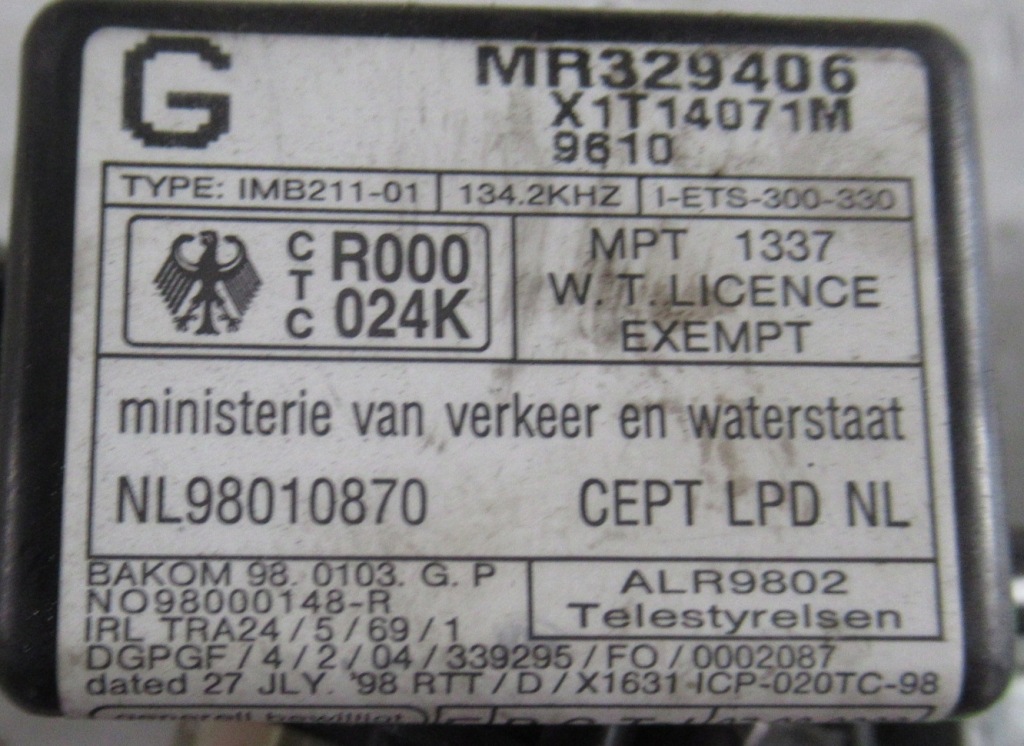 G
MR329406
X1T14071M
9610
TYPE: IMB211-01 134.2KHZ I-ETS-300-330
CTC R000 024K
MPT 1337
W. T. LICENCE
EXEMPT
ministerie van verkeer en waterstaat
NL98010870 CEPT LPD NL
BAKOM 98. 0103. G. P
NO98000148-R
IRL TRA24/5/69/1
ALR9802
Telestyrelsen
DGPGF/4/2/04/339295/FO/0002087
dated 27 JLY. '98 RTT/D/X1631-ICP-020TC-98